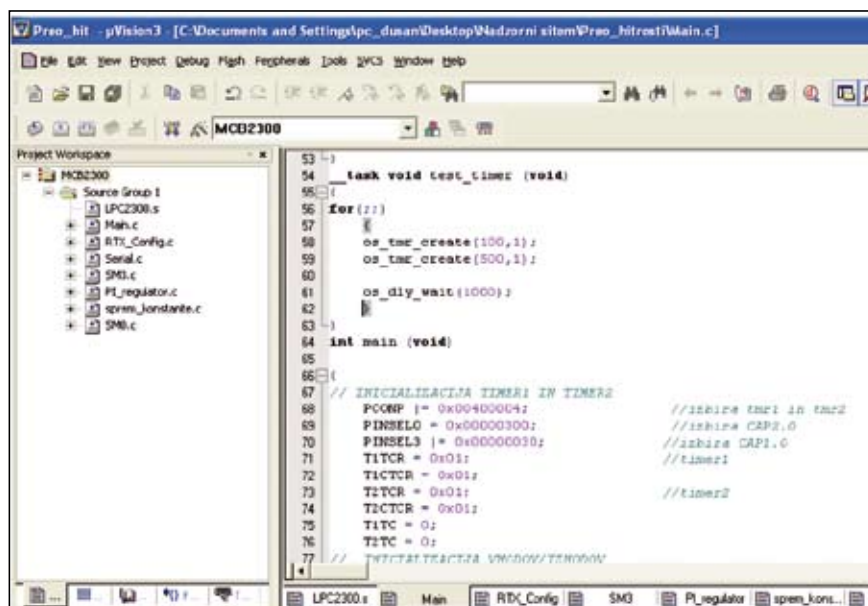 Preo_hit - µVision3 - [C:\Documents and Settings\pc_dusan\Desktop\Nadzorni sitem\Preo_hitrosti\Main.c]
File Edit View Project Debug Flash Peripherals Tools SVCS Window Help
MCB2300
Project Workspace
MCB2300
Source Group 1
LPC2300.s
Main.c
RTX_Config.c
Serial.c
SM3.c
PI_regulator.c
sprem_konstante.c
SM0.c
53 }
54 __task void test_timer (void)
55 {
56 for(;;)
57 {
58 os_tmr_create(100,1);
59 os_tmr_create(500,1);
60
61 os_dly_wait(1000);
62 }
63 }
64 int main (void)
65
66 {
67 // INICIALIZACIJA TIMER1 IN TIMER2
68 PCONP |= 0x00400004; //izbira tmr1 in tmr2
69 PINSEL0 = 0x00000300; //izbira CAP2.0
70 PINSEL3 |= 0x00000030; //izbira CAP1.0
71 T1TCR = 0x01; //timer1
72 T1CTCR = 0x01;
73 T2TCR = 0x01; //timer2
74 T2CTCR = 0x01;
75 T1TC = 0;
76 T2TC = 0;
77 // INICIALIZACIJA VHODOV/IZHODOV
LPC2300.s Main RTX_Config SM3 PI_regulator sprem_kons...